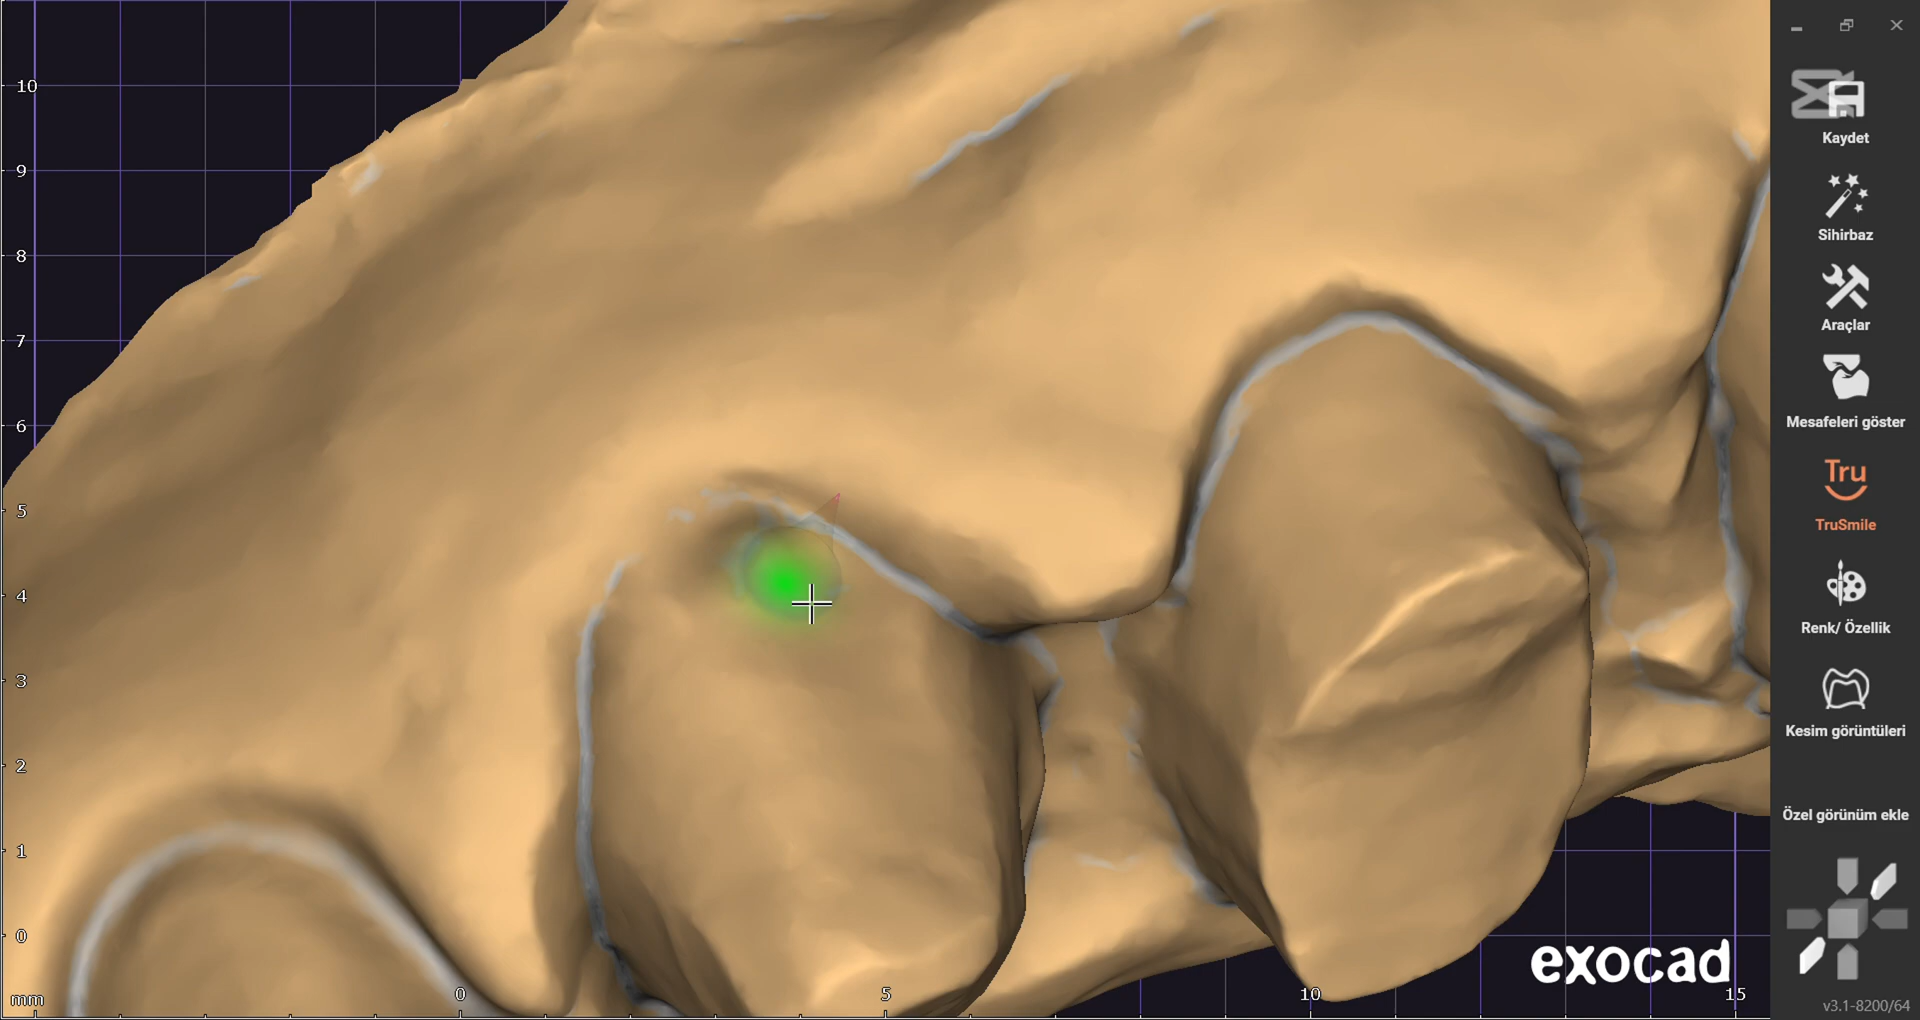 10
9
8
7
6
5
4
3
2
1
0
mm
0
5
10
15
Kaydet
Sihirbaz
Araçlar
Mesafeleri göster
Tru
TruSmile
Renk/ Özellik
Kesim görüntüleri
Özel görünüm ekle
exocad
v3.1-8200/64